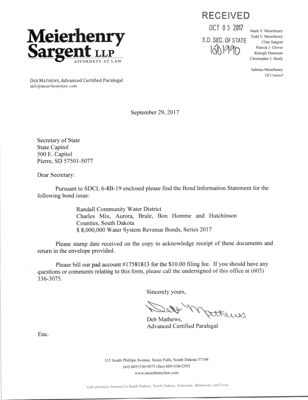 Meierhenry
Sargent LLP
ATTORNEYS AT LAW
DEB MATHEWS, Advanced Certified Paralegal
deb@meierhenrylaw.com
RECEIVED
OCT 03 2017
S.D. SEC. OF STATE
Mark V. Meierhenry
Todd V. Meierhenry
Clint Sargent
Patrick J. Glover
Christopher J. Healy
Sabrina Meierhenry
Of Counsel
September 29, 2017
Secretary of State
State Capitol
500 E. Capitol
Pierre, SD 57501-5077
Dear Secretary:
Pursuant to SDCL 6-8B-19 enclosed please find the Bond Information Statement for the
following bond issue:
Randall Community Water District
Charles Mix, Aurora, Brule, Bon Homme and Hutchinson
Counties, South Dakota
$ 8,000,000 Water System Revenue Bonds, Series 2017
Please stamp date received on the copy to acknowledge receipt of these documents and
return in the envelope provided.
Please bill our pad account #17581813 for the $10.00 filing fee. If you should have any
questions or comments relating to this form, please call the undersigned of this office at (605)
336-3075.
Sincerely yours,
Deb Mathews
Deb Mathews,
Advanced Certified Paralegal
Enc.
315 South Phillips Avenue, Sioux Falls, South Dakota 57104
(tel) 605-336-3075 (fax) 605-336-2593
www.meierhenrylaw.com
with attorneys licensed in South Dakota, North Dakota, Nebraska, Minnesota, and Iowa